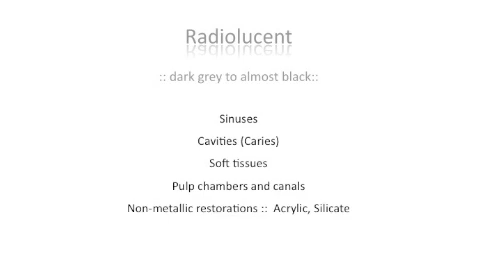 Radiolucent
:: dark grey to almost black::
Sinuses
Cavities (Caries)
Soft tissues
Pulp chambers and canals
Non-metallic restorations :: Acrylic, Silicate